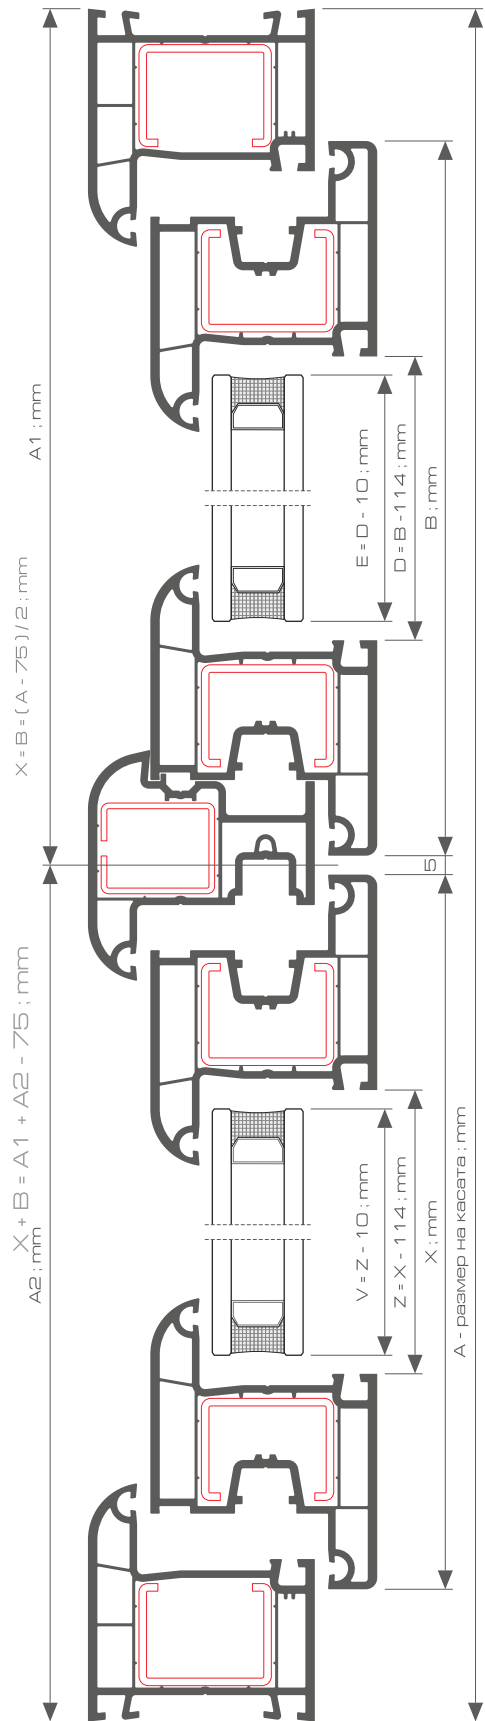 A1 ; mm
X = B = ( A - 75 ) / 2 ; mm
E = D - 10 ; mm
D = B - 114 ; mm
B ; mm
5
X + B = A1 + A2 - 75 ; mm
A2 ; mm
V = Z - 10 ; mm
Z = X - 114 ; mm
X ; mm
A - размер на касата ; mm